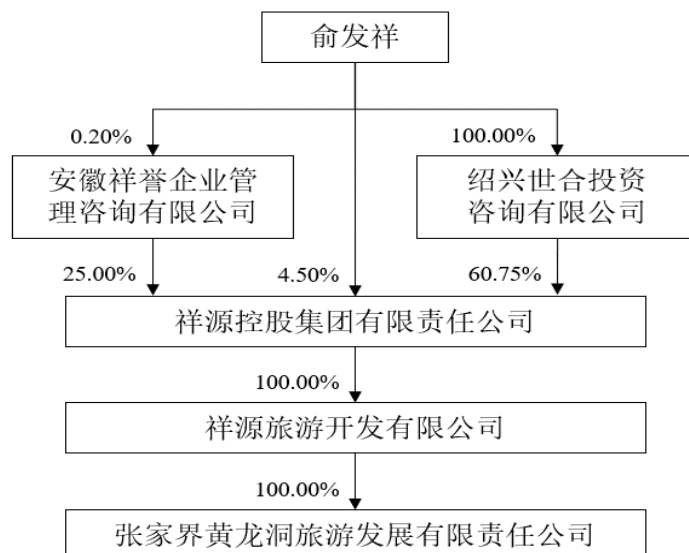 俞发祥
0.20%
100.00%
安徽祥誉企业管
理咨询有限公司
绍兴世合投资
咨询有限公司
25.00%
4.50%
60.75%
祥源控股集团有限责任公司
100.00%
祥源旅游开发有限公司
100.00%
张家界黄龙洞旅游发展有限责任公司